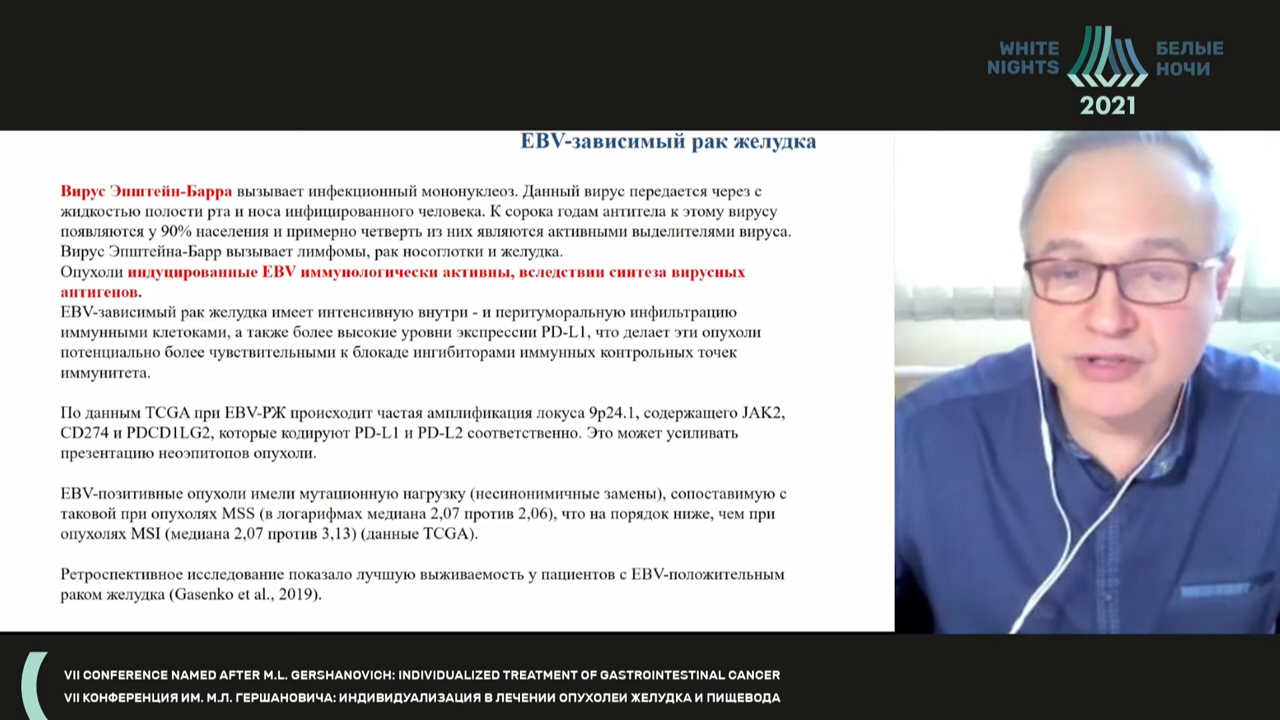 WHITE
NIGHTS
БЕЛЫЕ
НОЧИ
2021
EBV-зависимый рак желудка
Вирус Эпштейн-Барра вызывает инфекционный мононуклеоз. Данный вирус передается через с
жидкостью полости рта и носа инфицированного человека. К сорока годам антитела к этому вирусу
появляются у 90% населения и примерно четверть из них являются активными выделителями вируса.
Вирус Эпштейна-Барр вызывает лимфомы, рак носоглотки и желудка.
Опухоли индуцированные EBV иммунологически активны, вследствии синтеза вирусных
антигенов.
EBV-зависимый рак желудка имеет интенсивную внутри - и перитуморальную инфильтрацию
иммунными клетоками, а также более высокие уровни экспрессии PD-L1, что делает эти опухоли
потенциально более чувствительными к блокаде ингибиторами иммунных контрольных точек
иммунитета.
По данным TCGA при EBV-РЖ происходит частая амплификация локуса 9p24.1, содержащего JAK2,
CD274 и PDCD1LG2, которые кодируют PD-L1 и PD-L2 соответственно. Это может усиливать
презентацию неоэпитопов опухоли.
EBV-позитивные опухоли имели мутационную нагрузку (несинонимичные замены), сопоставимую с
таковой при опухолях MSS (в логарифмах медиана 2,07 против 2,06), что на порядок ниже, чем при
опухолях MSI (медиана 2,07 против 3,13) (данные TCGA).
Ретроспективное исследование показало лучшую выживаемость у пациентов с EBV-положительным
раком желудка (Gasenko et al., 2019).
VII CONFERENCE NAMED AFTER M.L. GERSHANOVICH: INDIVIDUALIZED TREATMENT OF GASTROINTESTINAL CANCER
VII КОНФЕРЕНЦИЯ ИМ. М.Л. ГЕРШАНОВИЧА: ИНДИВИДУАЛИЗАЦИЯ В ЛЕЧЕНИИ ОПУХОЛЕИ ЖЕЛУДКА И ПИЩЕВОДА